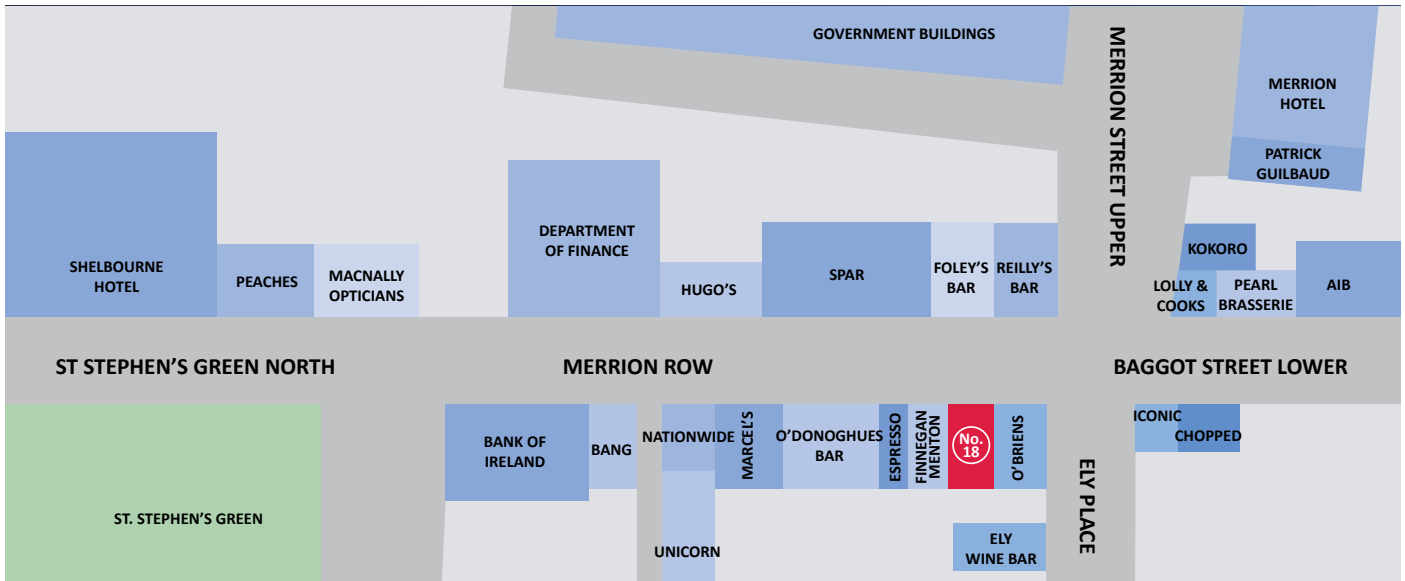 GOVERNMENT BUILDINGS
MERRION STREET UPPER
MERRION
HOTEL
PATRICK
GUILBAUD
SHELBOURNE
HOTEL
PEACHES
MACNALLY
OPTICIANS
DEPARTMENT
OF FINANCE
HUGO'S
SPAR
FOLEY'S
BAR
REILLY'S
BAR
KOKORO
LOLLY &
COOKS
PEARL
BRASSERIE
AIB
ST STEPHEN'S GREEN NORTH
MERRION ROW
BAGGOT STREET LOWER
ST. STEPHEN'S GREEN
BANK OF
IRELAND
BANG
NATIONWIDE
UNICORN
MARCEL'S
O'DONOGHUES
BAR
ESPRESSO
FINNEGAN
MENTON
No.
18
O'BRIENS
ELY
WINE BAR
ELY PLACE
ICONIC
CHOPPED